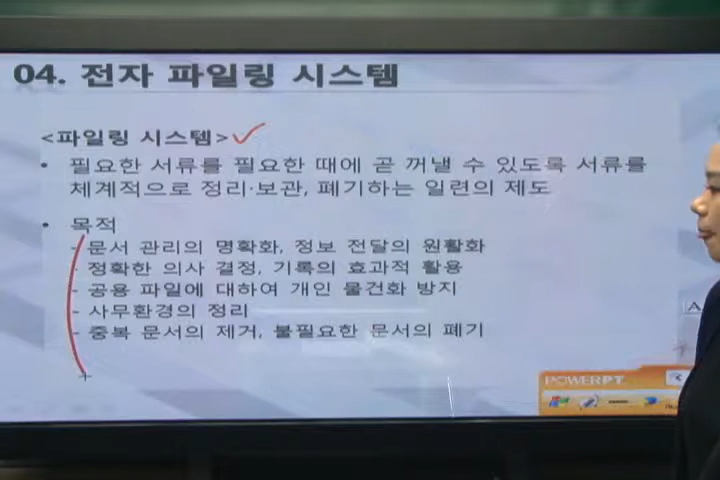 04. 전자 파일링 시스템
<파일링 시스템>
• 필요한 서류를 필요한 때에 곧 꺼낼 수 있도록 서류를
체계적으로 정리·보관, 폐기하는 일련의 제도
• 목적
- 문서 관리의 명확화, 정보 전달의 원활화
- 정확한 의사 결정, 기록의 효과적 활용
- 공용 파일에 대하여 개인 물건화 방지
- 사무환경의 정리
- 중복 문서의 제거, 불필요한 문서의 폐기
A
POWERPT